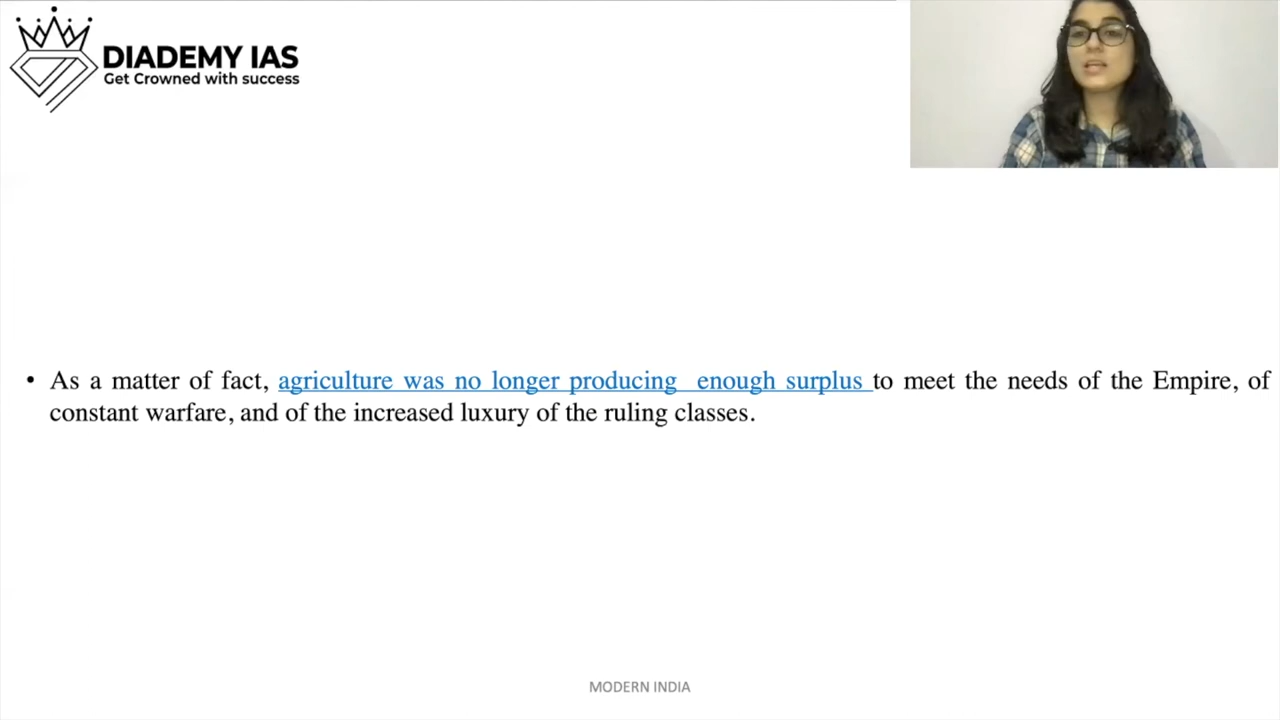 DIADEMY IAS
Get Crowned with success
• As a matter of fact, agriculture was no longer producing enough surplus to meet the needs of the Empire, of
constant warfare, and of the increased luxury of the ruling classes.
MODERN INDIA